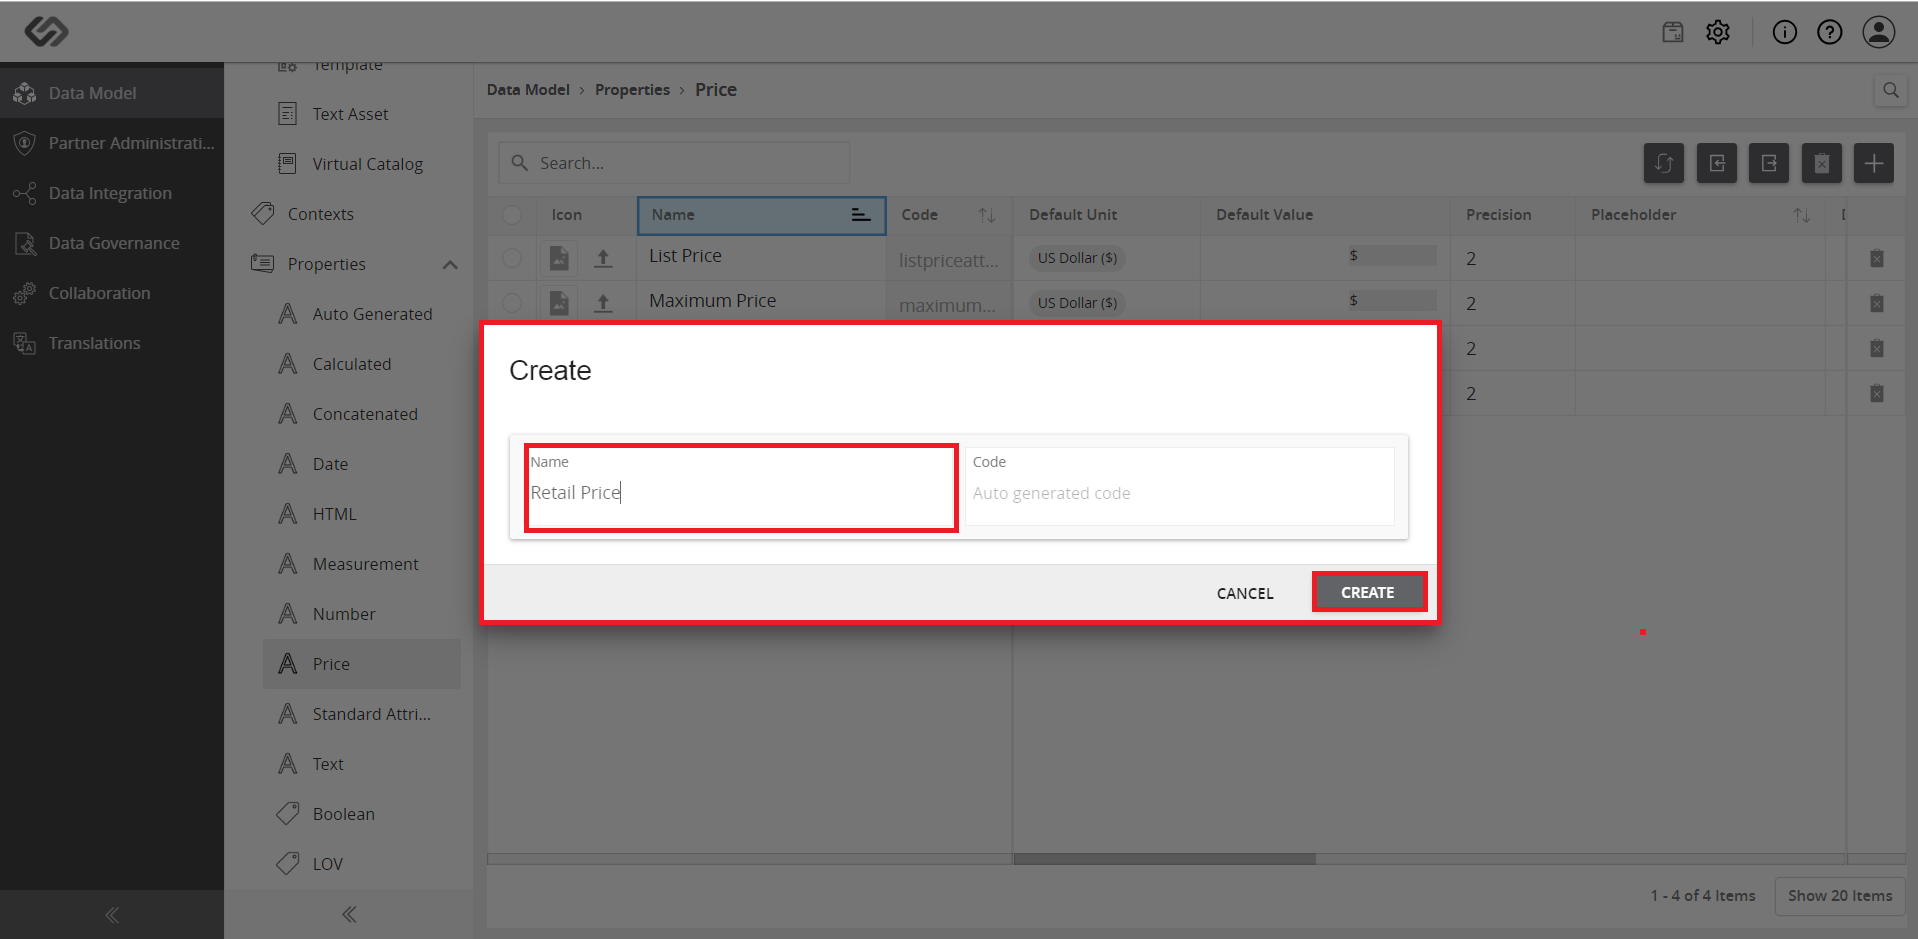 Data Model
Partner Administrati...
Data Integration
Data Governance
Collaboration
Translations
Template
Text Asset
Virtual Catalog
Contexts
Properties
Auto Generated
Calculated
Concatenated
Date
HTML
Measurement
Number
Price
Standard Attri...
Text
Boolean
LOV
Data Model > Properties > Price
Search...
Icon Name Code Default Unit Default Value Precision Placeholder
List Price listpriceatt... US Dollar ($) $ 2
Maximum Price maximum... US Dollar ($) $ 2
2
2
Create
Name
Retail Price
Code
Auto generated code
CANCEL CREATE
1 - 4 of 4 Items Show 20 Items